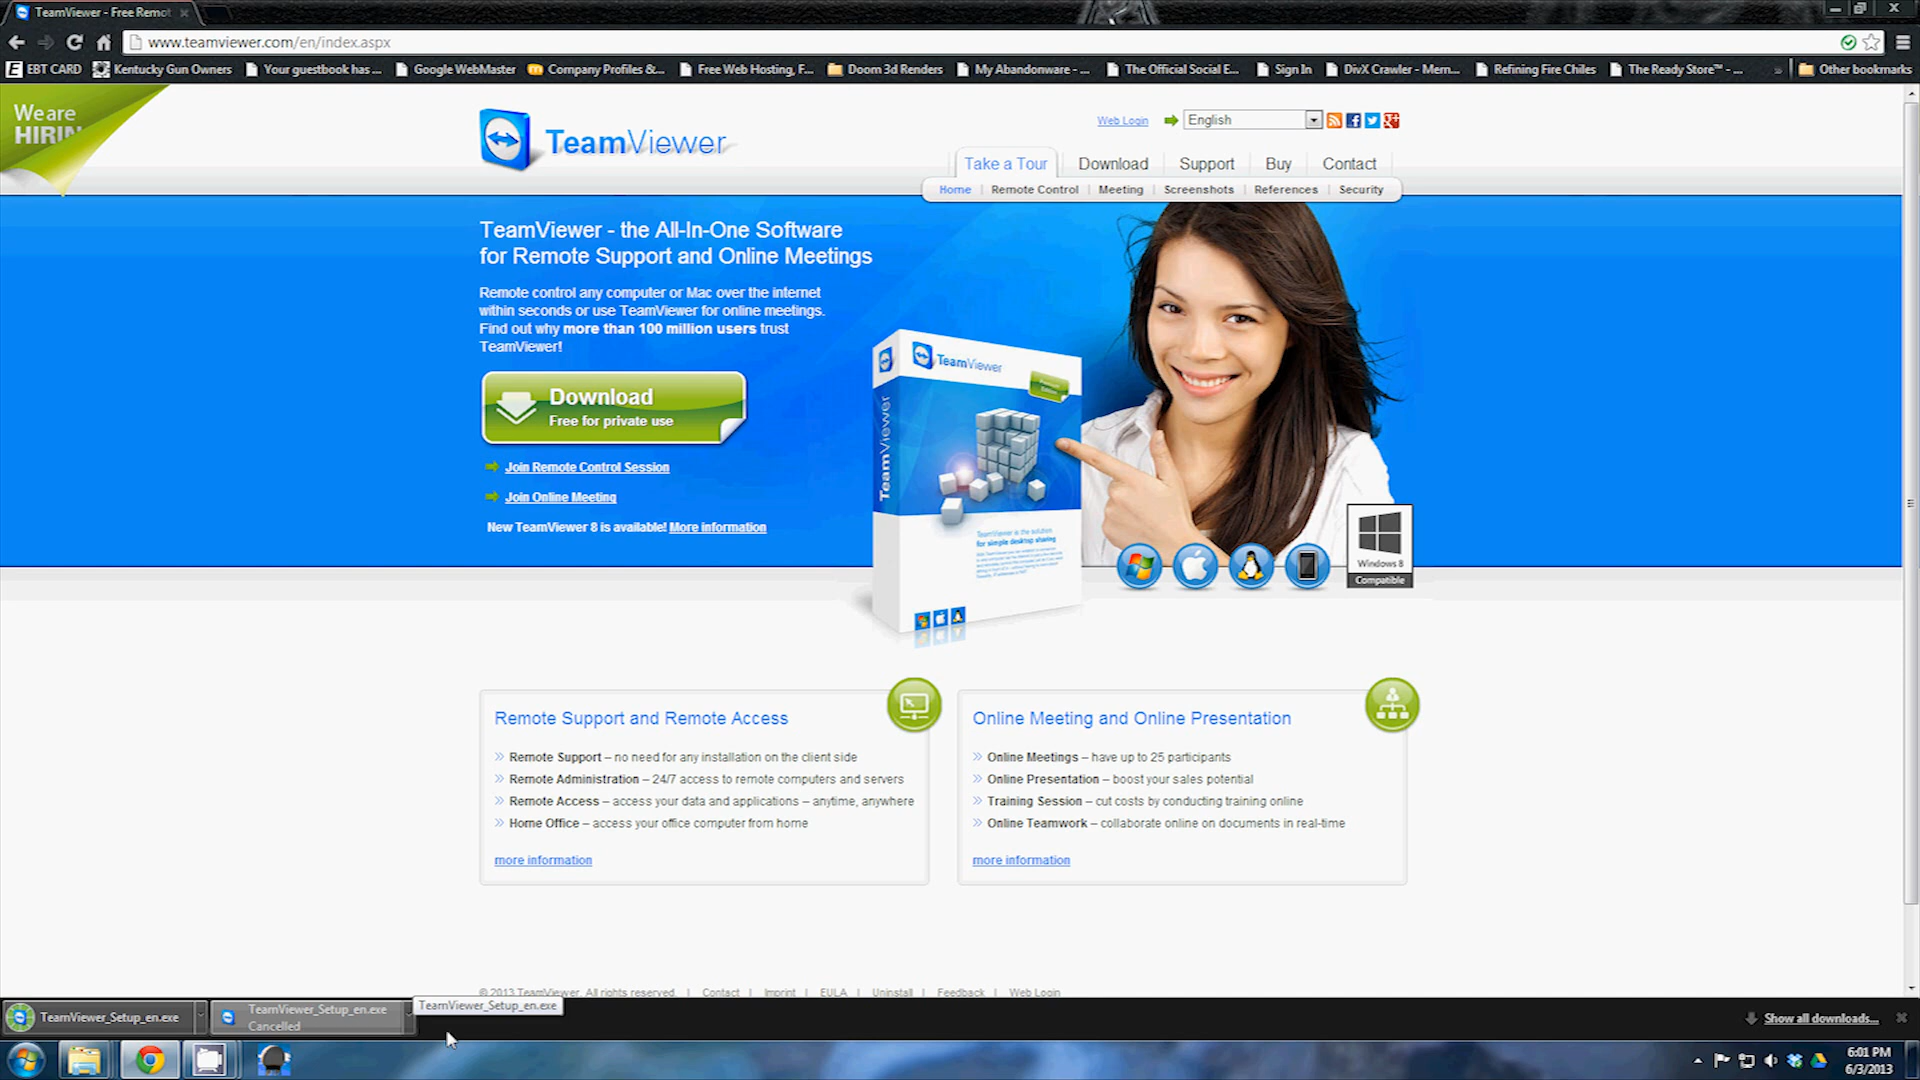 TeamViewer - Free Remot
www.teamviewer.com/en/index.aspx
EBT CARD
Kentucky Gun Owners
Your guestbook has ...
Google WebMaster
Company Profiles &...
Free Web Hosting, F...
Doom 3d Renders
My Abandonware - ...
The Official Social E...
Sign In
DivX Crawler - Mem...
Refining Fire Chiles
The Ready Store™ - ...
Other bookmarks
We are
HIRIN
TeamViewer
Web Login
English
Take a Tour
Download
Support
Buy
Contact
Home
Remote Control
Meeting
Screenshots
References
Security
TeamViewer - the All-In-One Software
for Remote Support and Online Meetings
Remote control any computer or Mac over the internet
within seconds or use TeamViewer for online meetings.
Find out why more than 100 million users trust
TeamViewer!
Download
Free for private use
Join Remote Control Session
Join Online Meeting
New TeamViewer 8 is available! More information
TeamViewer
TeamViewer
TeamViewer is the solution
for simple desktop sharing
Windows 8
Compatible
Remote Support and Remote Access
Remote Support – no need for any installation on the client side
Remote Administration – 24/7 access to remote computers and servers
Remote Access – access your data and applications – anytime, anywhere
Home Office – access your office computer from home
more information
Online Meeting and Online Presentation
Online Meetings – have up to 25 participants
Online Presentation – boost your sales potential
Training Session – cut costs by conducting training online
Online Teamwork – collaborate online on documents in real-time
more information
© 2013 TeamViewer. All rights reserved. | Contact | Imprint | EULA | Uninstall | Feedback | Web Login
TeamViewer_Setup_en.exe
TeamViewer_Setup_en.exe
Cancelled
TeamViewer_Setup_en.exe
Show all downloads...
6:01 PM
6/3/2013